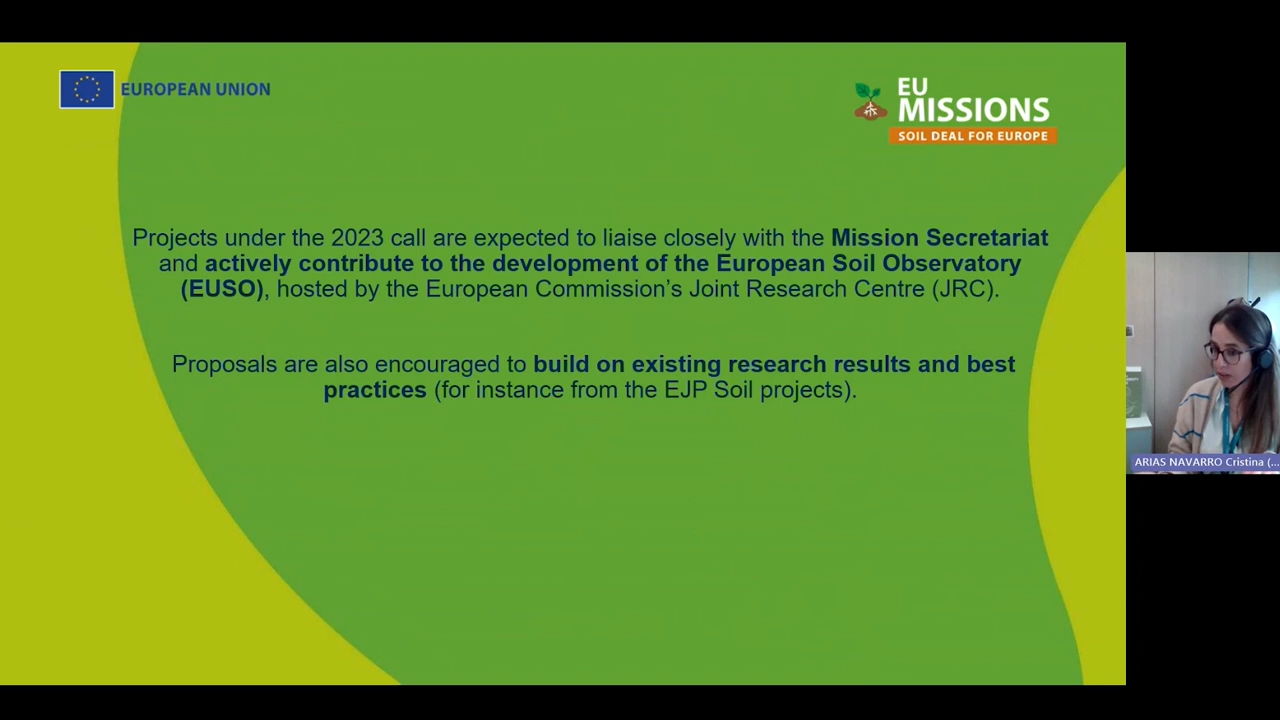 EUROPEAN UNION
EU
MISSIONS
SOIL DEAL FOR EUROPE
Projects under the 2023 call are expected to liaise closely with the Mission Secretariat
and actively contribute to the development of the European Soil Observatory
(EUSO), hosted by the European Commission’s Joint Research Centre (JRC).
Proposals are also encouraged to build on existing research results and best
practices (for instance from the EJP Soil projects).
ARIAS NAVARRO Cristina (...